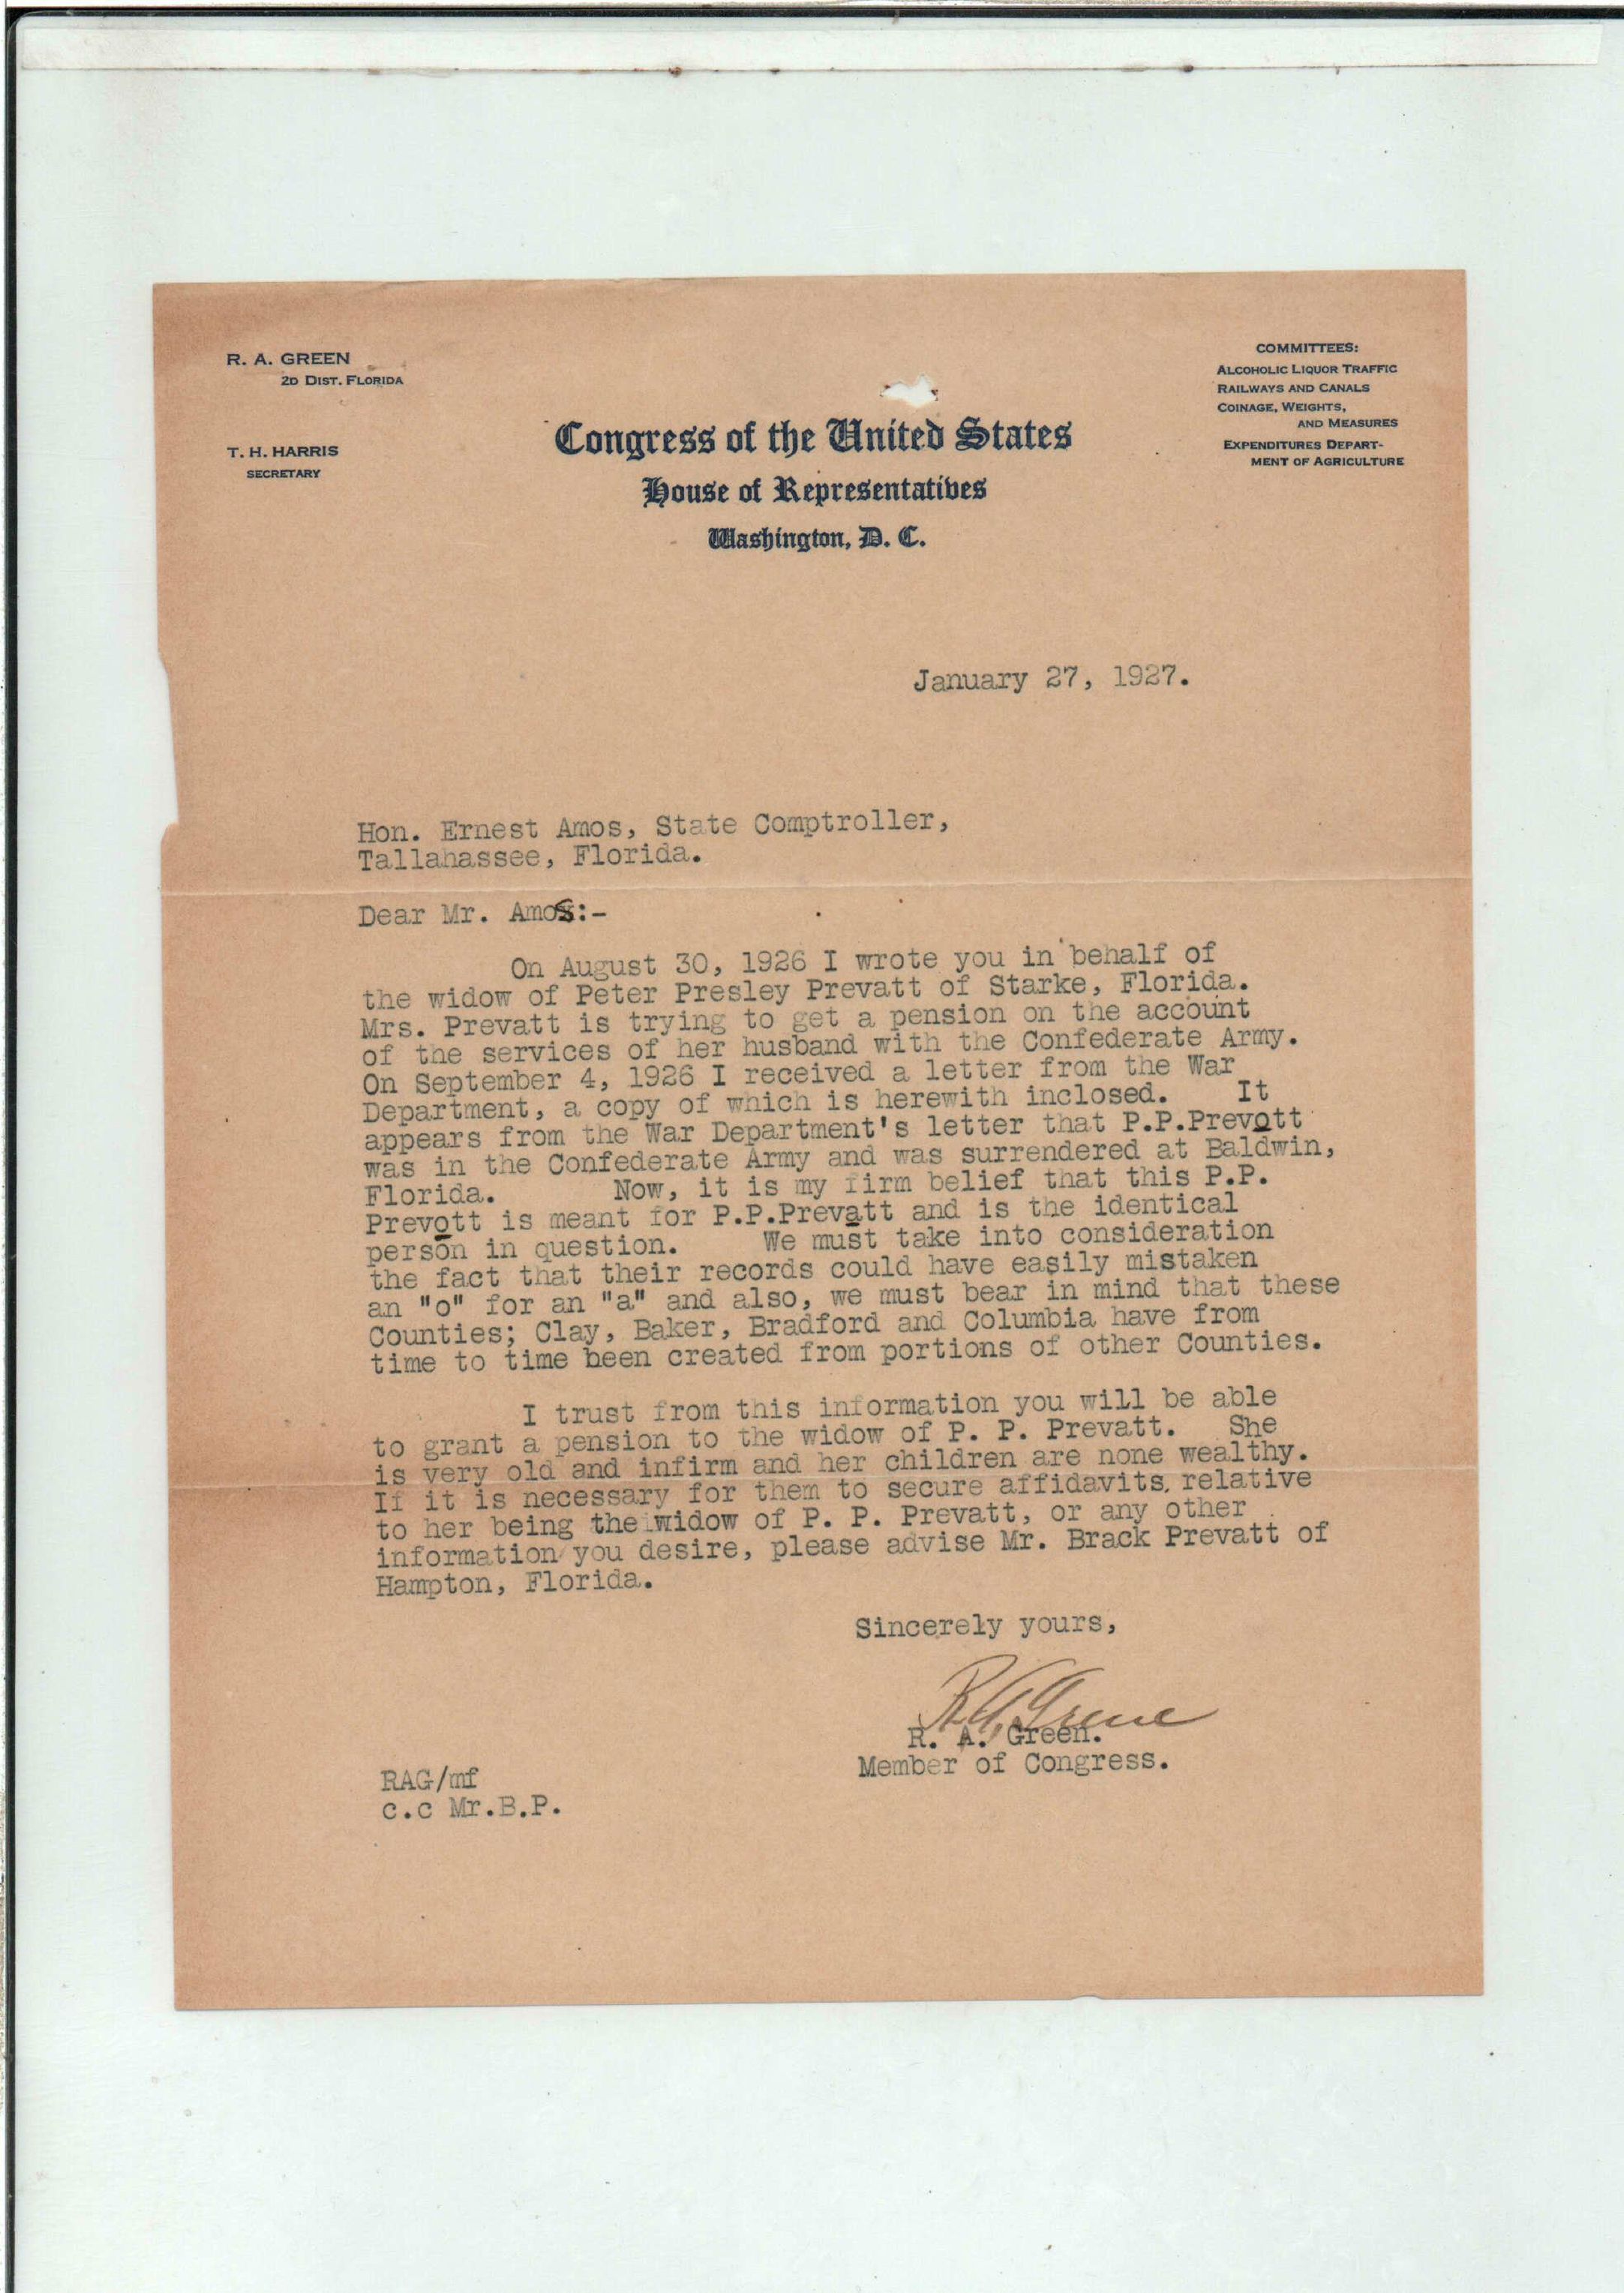 R. A. GREEN
2D DIST. FLORIDA
T. H. HARRIS
SECRETARY
COMMITTEES:
ALCOHOLIC LIQUOR TRAFFIC
RAILWAYS AND CANALS
COINAGE, WEIGHTS,
AND MEASURES
EXPENDITURES DEPART-
MENT OF AGRICULTURE
Congress of the United States
House of Representatives
Washington, D. C.
January 27, 1927.
Hon. Ernest Amos, State Comptroller,
Tallahassee, Florida.
Dear Mr. Amos:-
On August 30, 1926 I wrote you in behalf of
the widow of Peter Presley Prevatt of Starke, Florida.
Mrs. Prevatt is trying to get a pension on the account
of the services of her husband with the Confederate Army.
On September 4, 1926 I received a letter from the War
Department, a copy of which is herewith inclosed. It
appears from the War Department's letter that P.P.Prevott
was in the Confederate Army and was surrendered at Baldwin,
Florida. Now, it is my firm belief that this P.P.
Prevott is meant for P.P.Prevatt and is the identical
person in question. We must take into consideration
the fact that their records could have easily mistaken
an "o" for an "a" and also, we must bear in mind that these
Counties; Clay, Baker, Bradford and Columbia have from
time to time been created from portions of other Counties.
I trust from this information you will be able
to grant a pension to the widow of P. P. Prevatt. She
is very old and infirm and her children are none wealthy.
If it is necessary for them to secure affidavits, relative
to her being the widow of P. P. Prevatt, or any other
information you desire, please advise Mr. Brack Prevatt of
Hampton, Florida.
Sincerely yours,
R A Green
R. A. Green.
Member of Congress.
RAG/mf
c.c Mr.B.P.